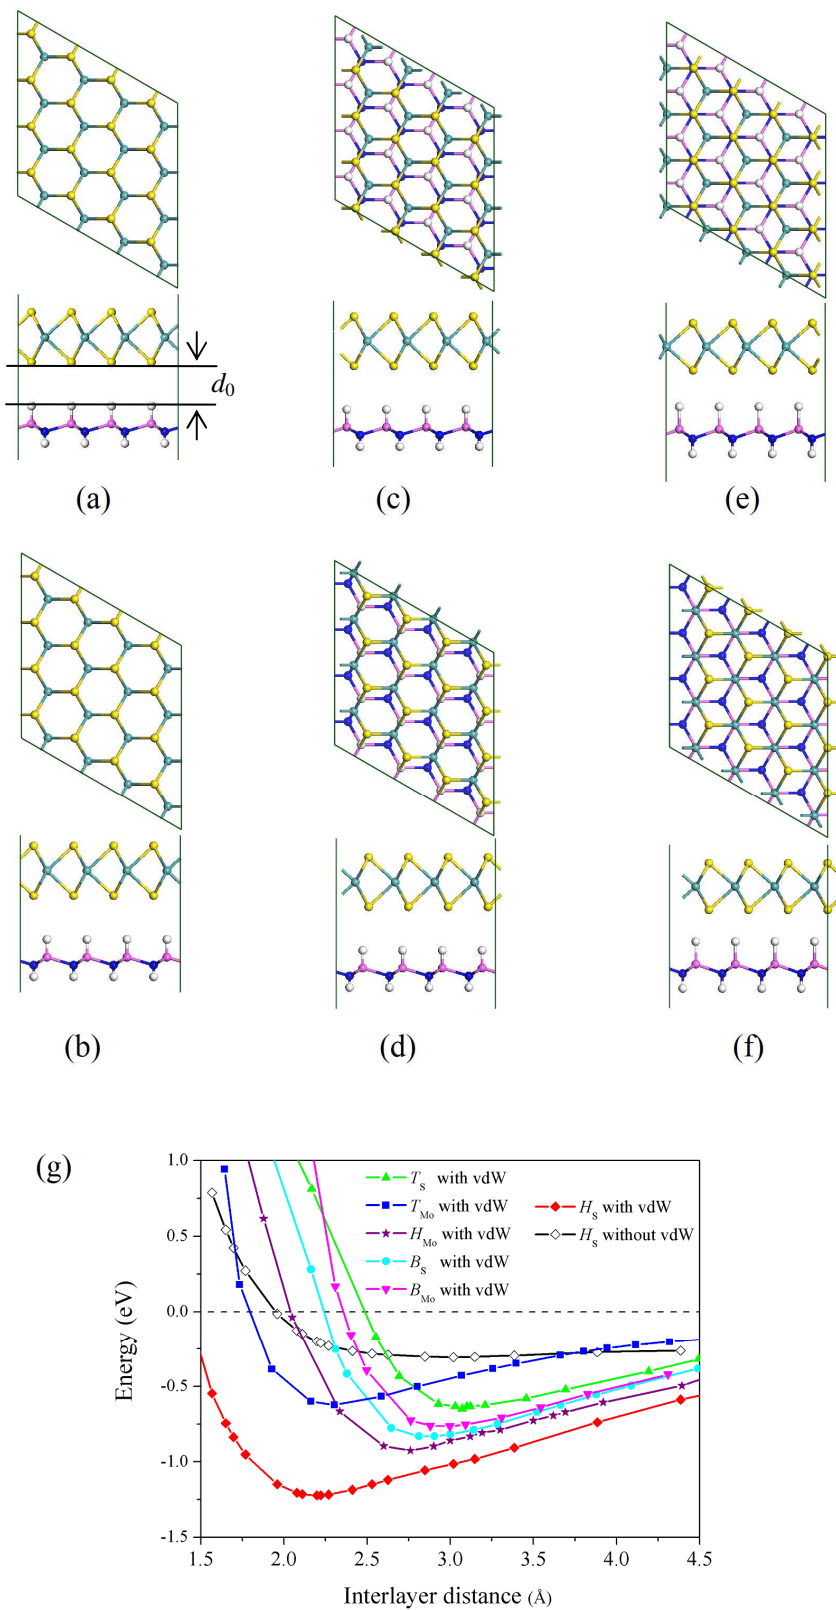 d0
(a)
(c)
(e)
(b)
(d)
(f)
(g)
1.0
0.5
0.0
-0.5
-1.0
-1.5
Energy (eV)
TS with vdW
TMo with vdW
HMo with vdW
BS with vdW
BMo with vdW
HS with vdW
HS without vdW
1.5 2.0 2.5 3.0 3.5 4.0 4.5
Interlayer distance (Å)